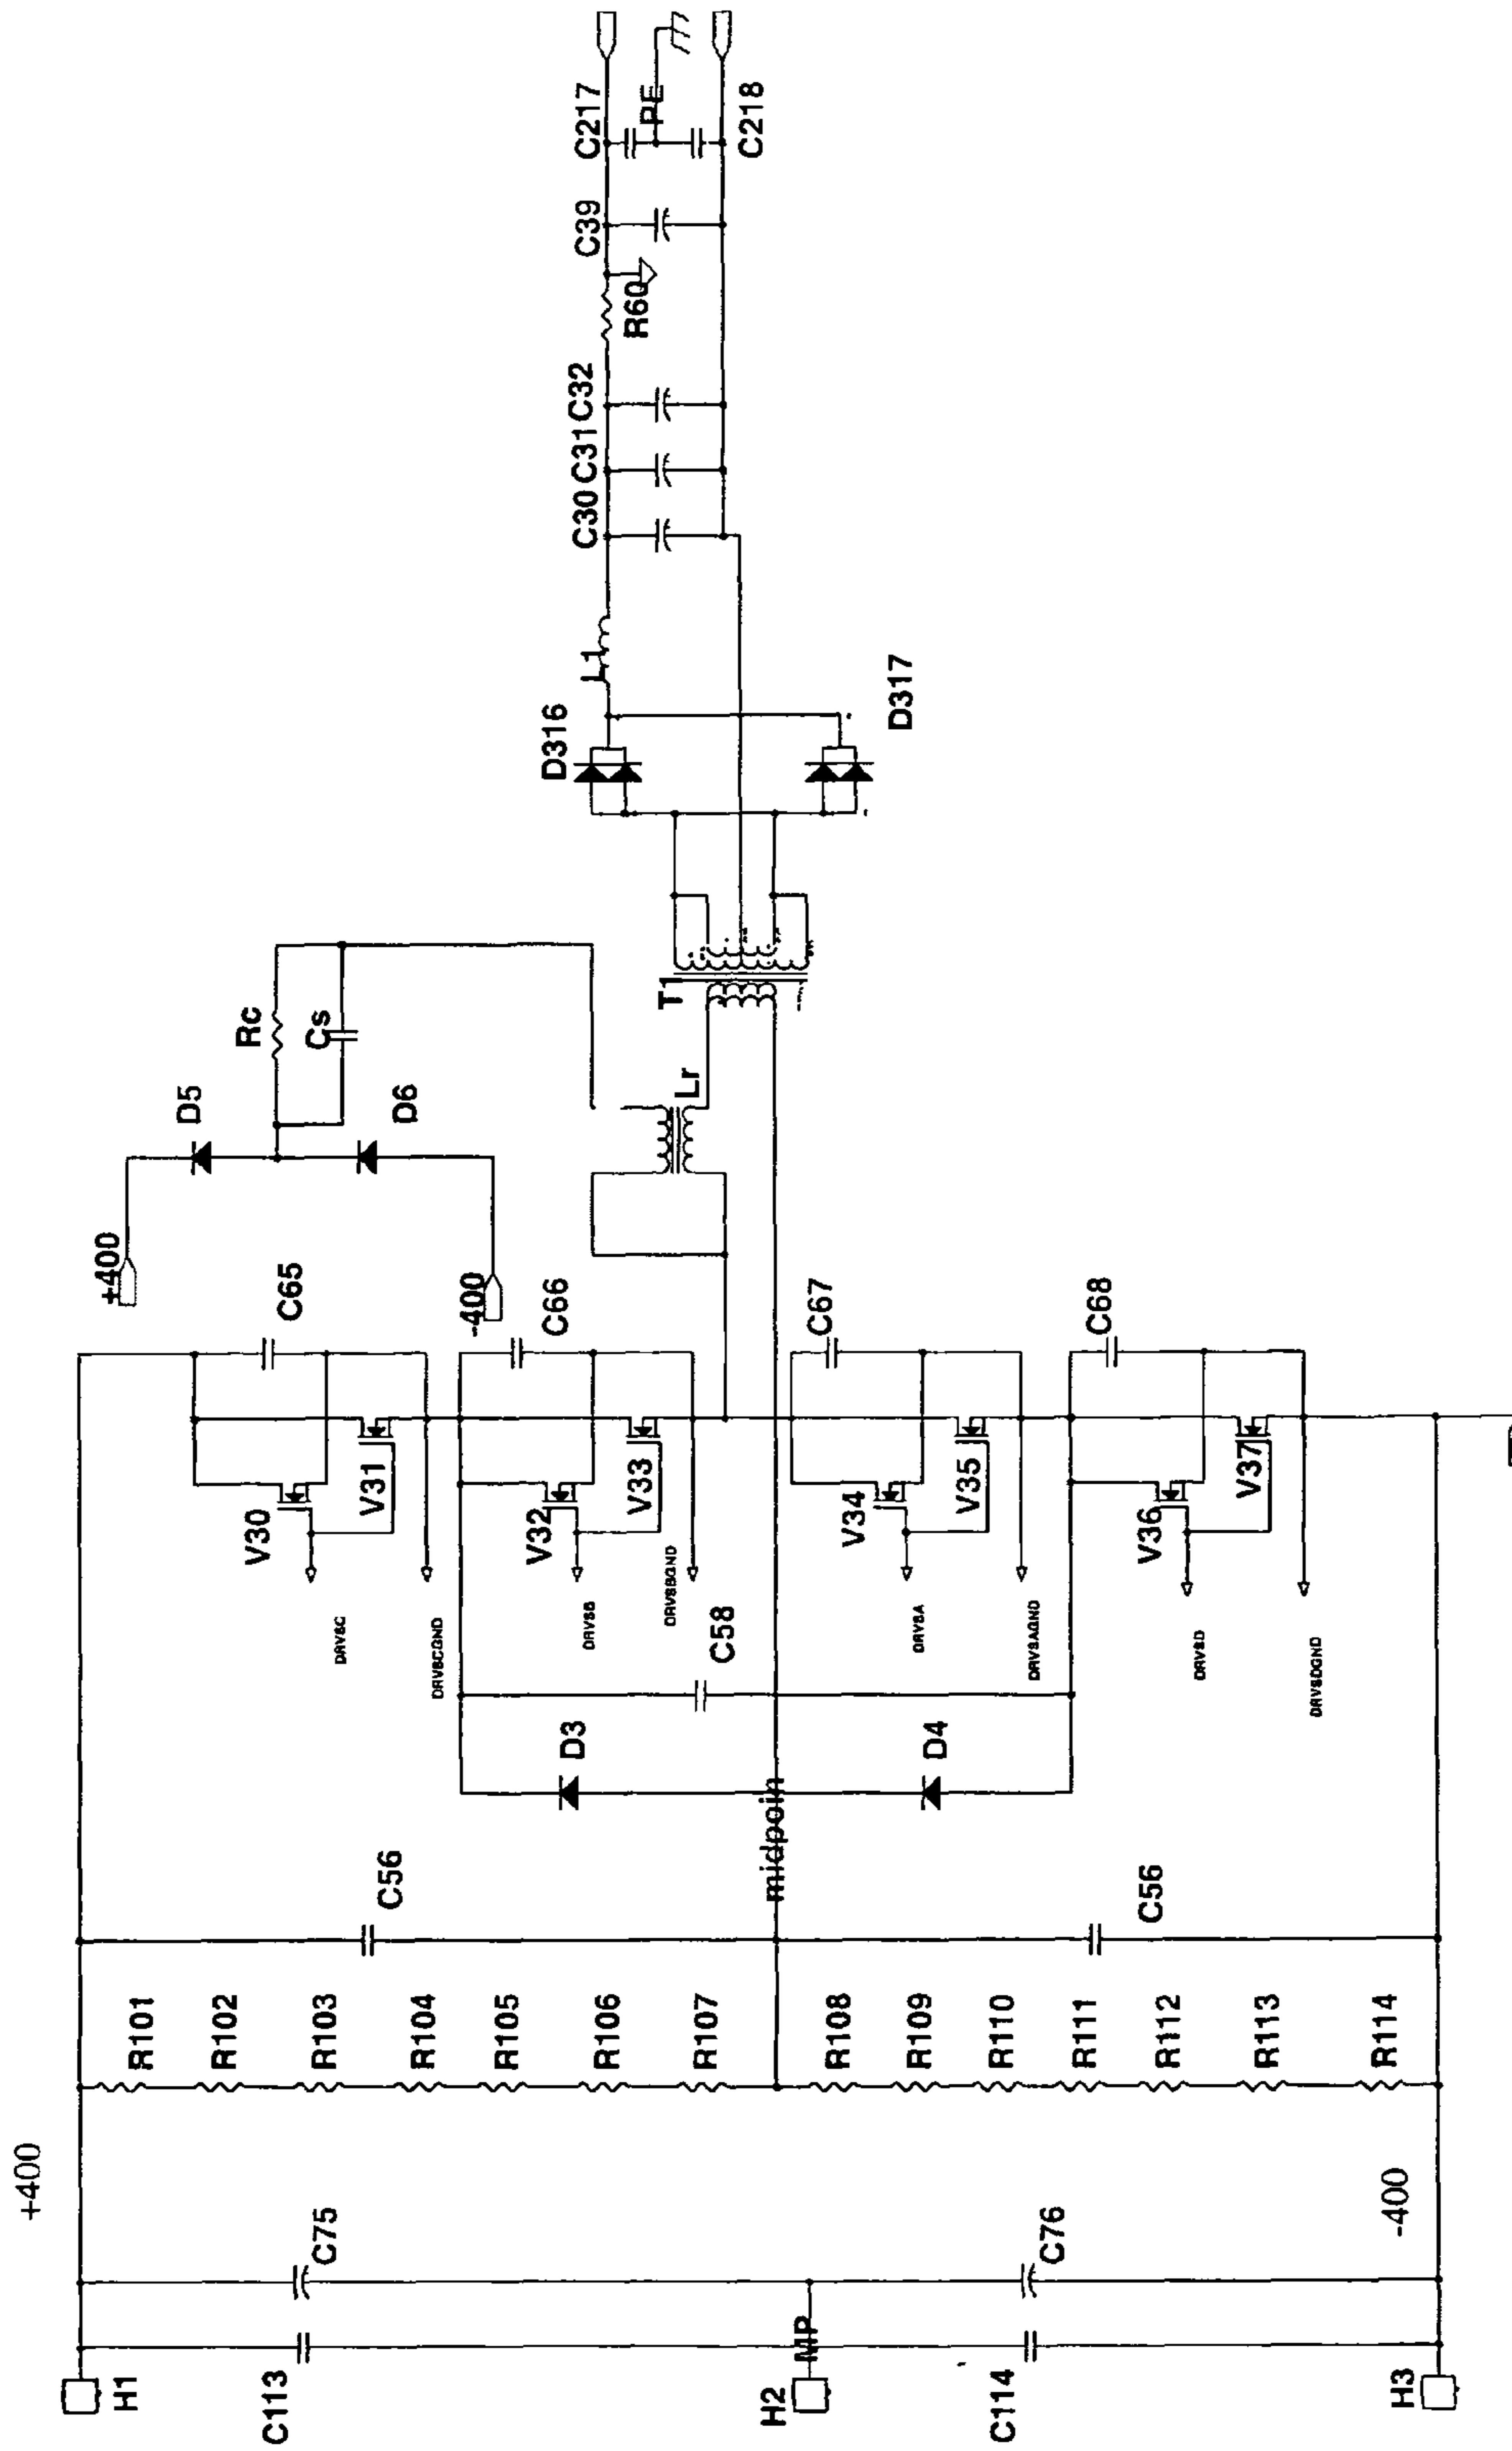 +400
H1
C113
C75
H2
MP
C114
C76
H3
-400
R101
R102
R103
R104
R105
R106
R107
R108
R109
R110
R111
R112
R113
R114
C56
midpoin
C56
D3
D4
C58
DRVSC
DRVSCGND
DRVSB
DRVSBGND
DRVSA
DRVSAGND
DRVSD
DRVSDGND
V30
V31
V32
V33
V34
V35
V36
V37
C65
C66
C67
C68
+400
-400
D5
D6
Rc
Cs
Lr
T1
D316
D317
L1
C30
C31
C32
R60
C39
C217
PE
C218